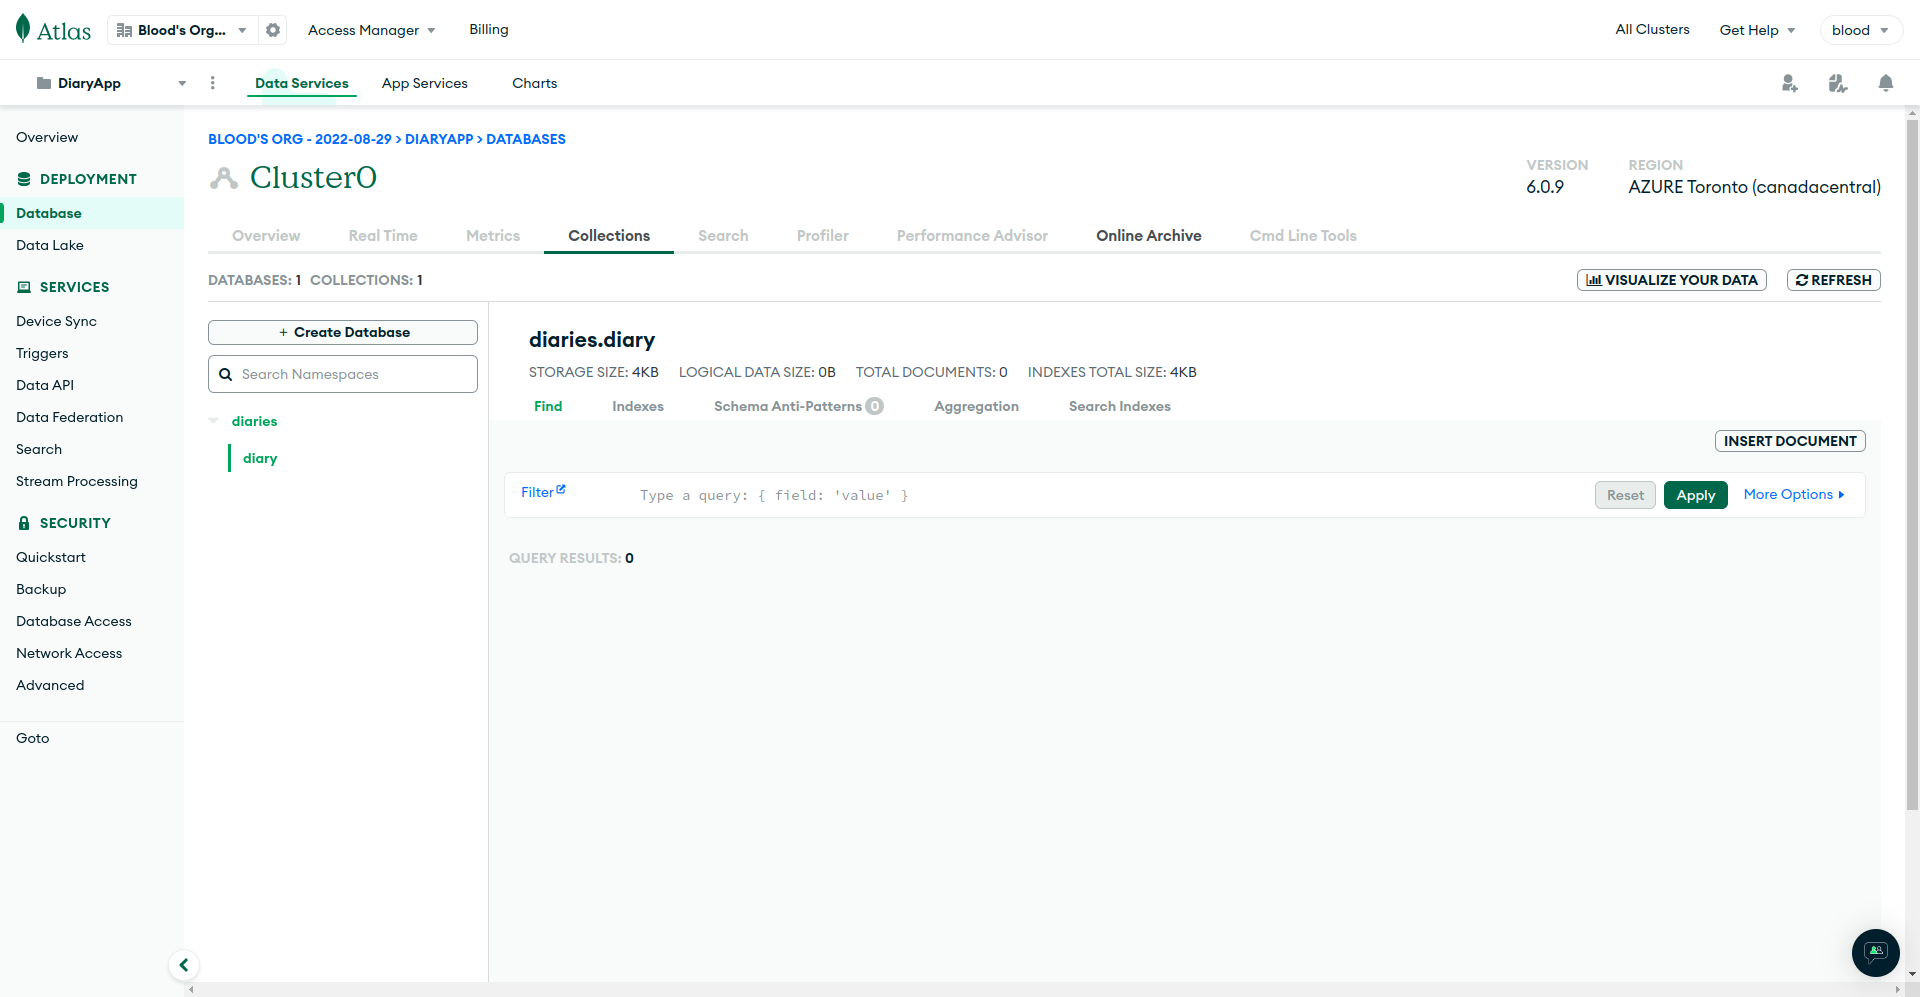 Atlas
Blood's Org...
Access Manager
Billing
All Clusters
Get Help
blood
DiaryApp
Data Services
App Services
Charts
Overview
DEPLOYMENT
Database
Data Lake
SERVICES
Device Sync
Triggers
Data API
Data Federation
Search
Stream Processing
SECURITY
Quickstart
Backup
Database Access
Network Access
Advanced
Goto
BLOOD'S ORG - 2022-08-29 > DIARYAPP > DATABASES
Cluster0
VERSION
6.0.9
REGION
AZURE Toronto (canadacentral)
Overview
Real Time
Metrics
Collections
Search
Profiler
Performance Advisor
Online Archive
Cmd Line Tools
DATABASES: 1 COLLECTIONS: 1
VISUALIZE YOUR DATA
REFRESH
+ Create Database
Search Namespaces
diaries
diary
diaries.diary
STORAGE SIZE: 4KB LOGICAL DATA SIZE: 0B TOTAL DOCUMENTS: 0 INDEXES TOTAL SIZE: 4KB
Find
Indexes
Schema Anti-Patterns 0
Aggregation
Search Indexes
INSERT DOCUMENT
Filter
Type a query: { field: 'value' }
Reset
Apply
More Options
QUERY RESULTS: 0